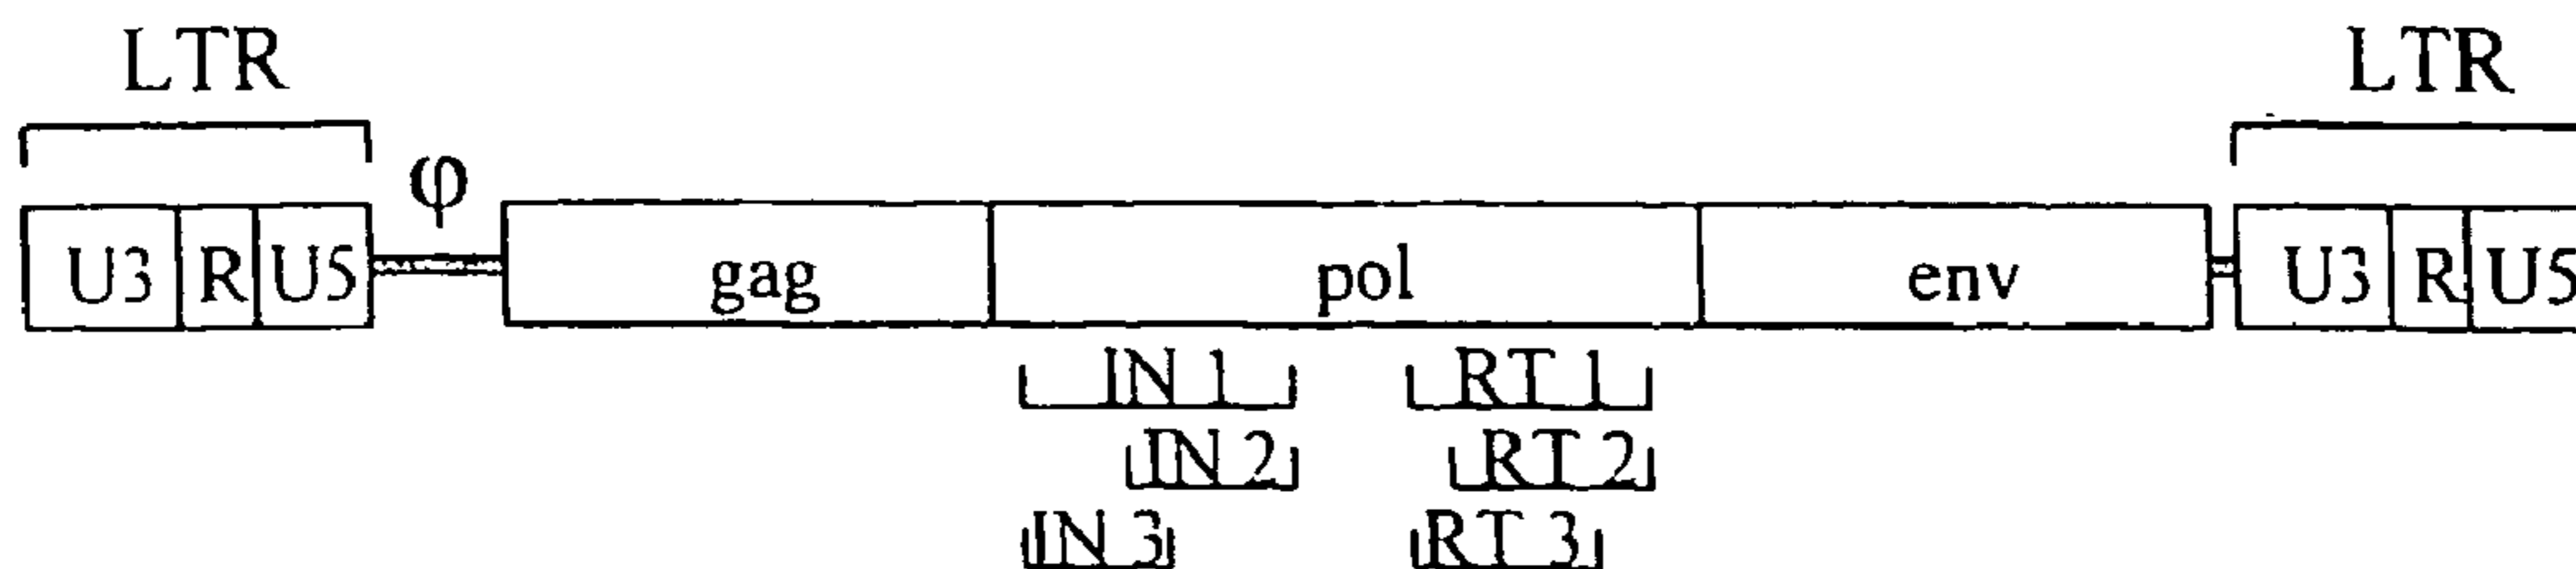 LTR LTR
φ
U3 R U5 gag pol env U3 R U5
IN 1 RT 1
IN 2 RT 2
IN 3 RT 3